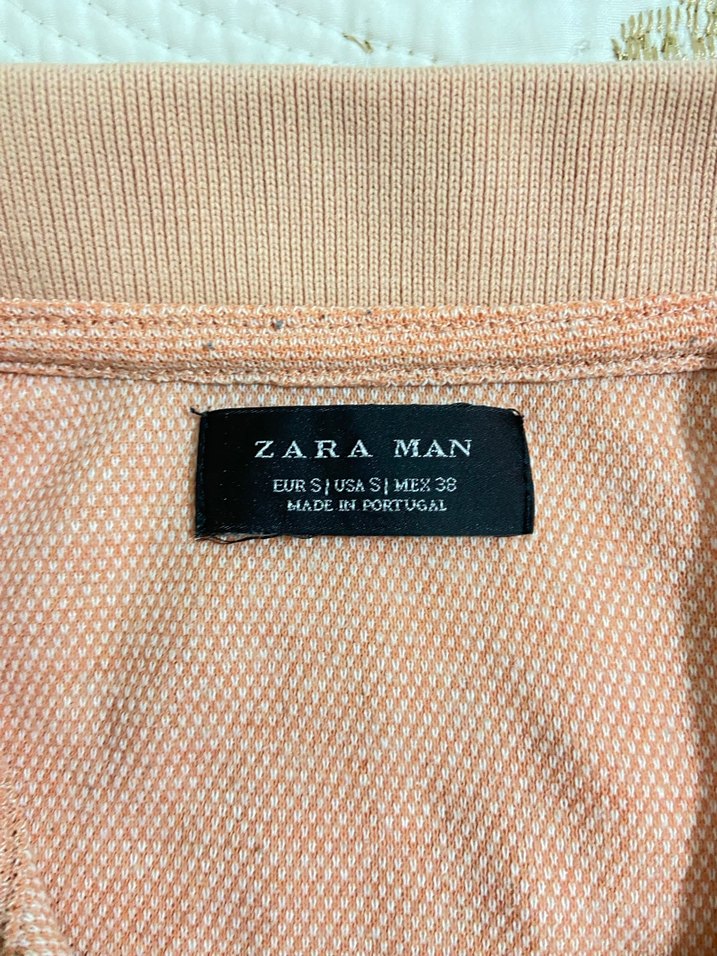 ZARA MAN
EUR S | USA S | MEX 38
MADE IN PORTUGAL